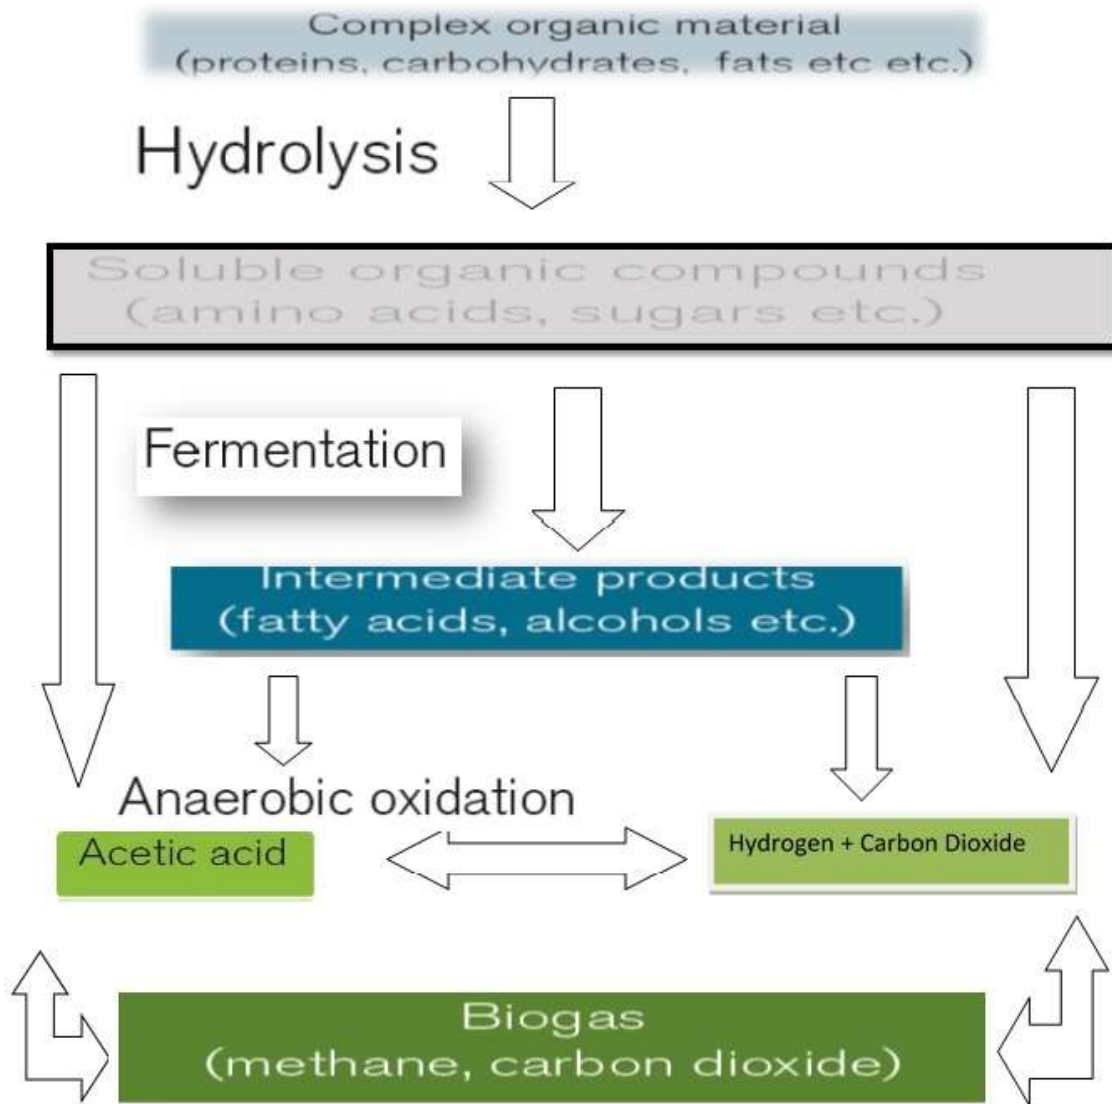 Complex organic material
(proteins, carbohydrates, fats etc etc.)
Hydrolysis
Soluble organic compounds
(amino acids, sugars etc.)
Fermentation
Intermediate products
(fatty acids, alcohols etc.)
Anaerobic oxidation
Acetic acid
Hydrogen + Carbon Dioxide
Biogas
(methane, carbon dioxide)